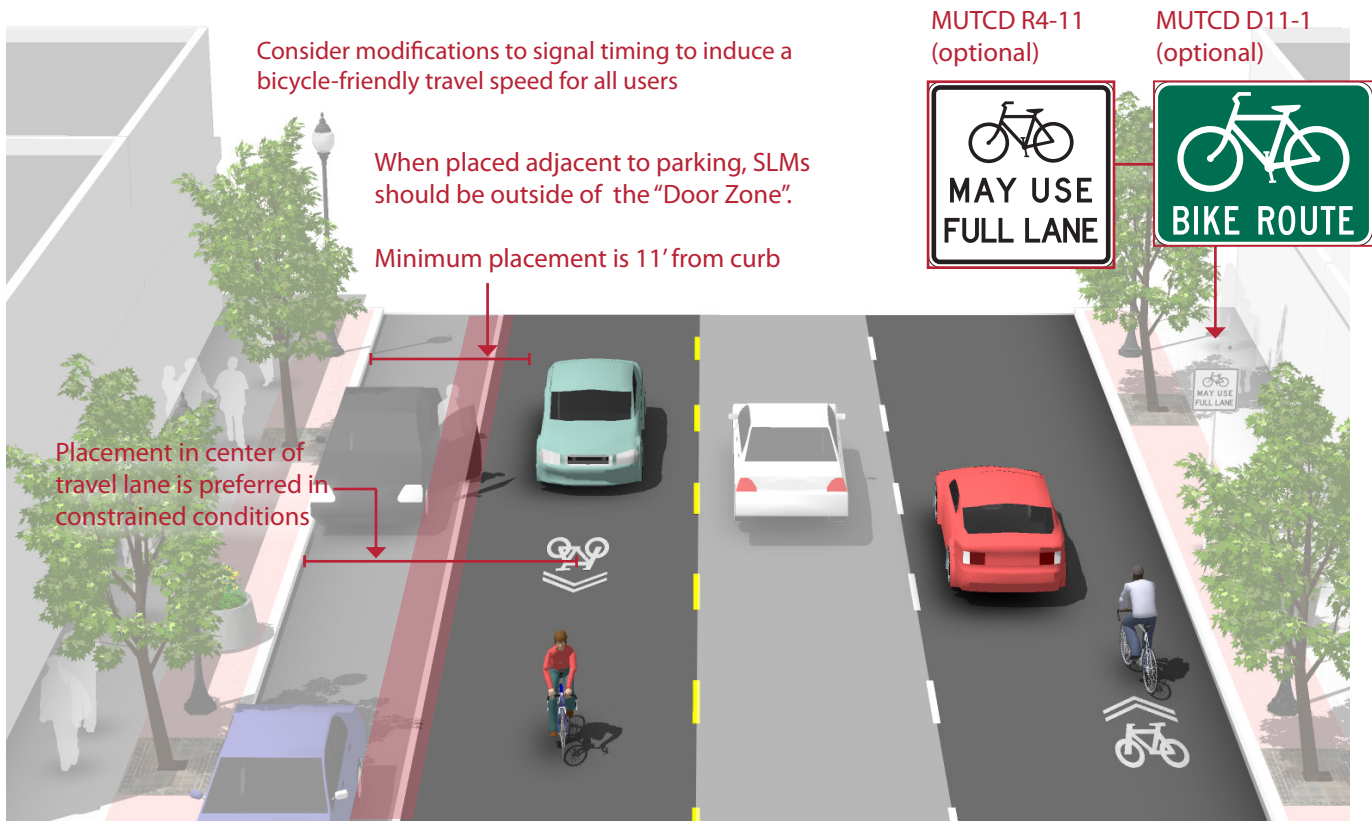 MUTCD R4-11
(optional)
MUTCD D11-1
(optional)
Consider modifications to signal timing to induce a
bicycle-friendly travel speed for all users
MAY USE
FULL LANE
BIKE ROUTE
When placed adjacent to parking, SLMs
should be outside of the “Door Zone”.
Minimum placement is 11’ from curb
MAY USE
FULL LANE
Placement in center of
travel lane is preferred in
constrained conditions